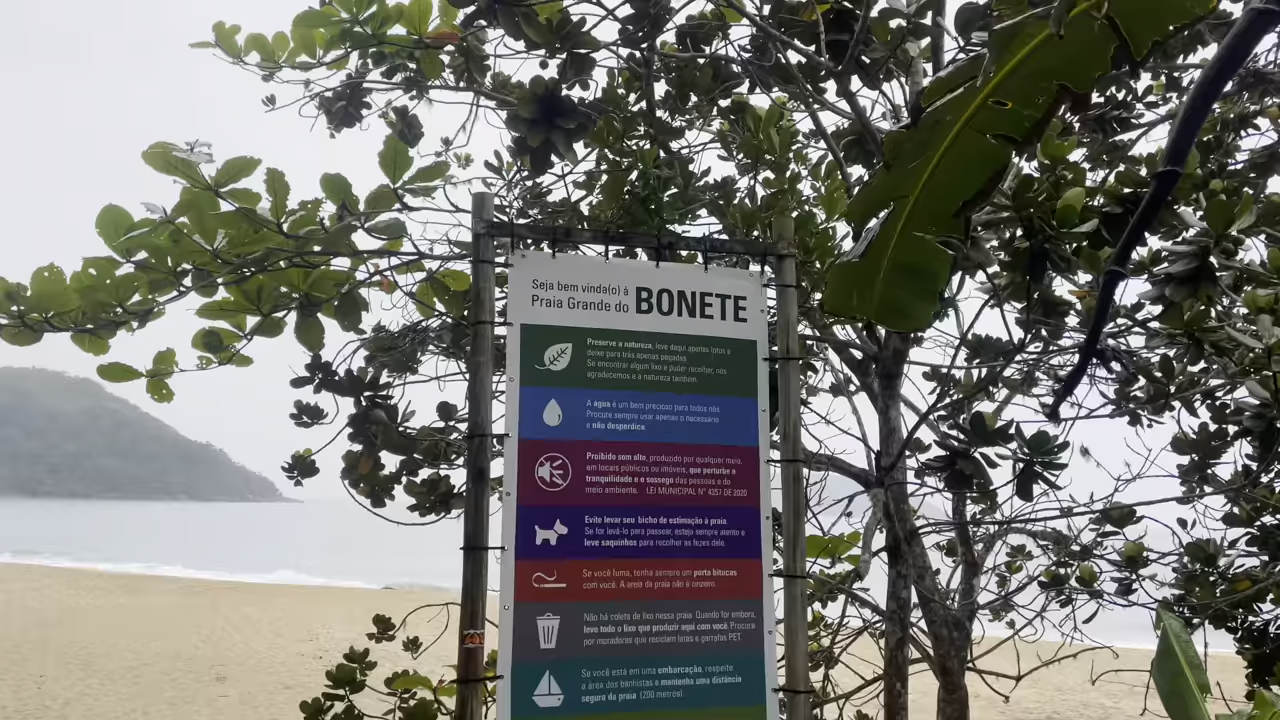 Seja bem vinda(o) à
Praia Grande do BONETE
Preserve a natureza, leve daqui apenas fotos e
deixe para trás apenas pegadas.
Se encontrar algum lixo e puder recolher, nós
agradecemos e a natureza também.
A água é um bem precioso para todos nós
Procure sempre usar apenas o necessário
e não desperdice.
Proibido som alto, produzido por qualquer meio,
em locais públicos ou imóveis, que perturbe a
tranquilidade e o sossego das pessoas e do
meio ambiente. LEI MUNICIPAL N° 4357 DE 2020
Evite levar seu bicho de estimação à praia.
Se for levá-lo para passear, esteja sempre atento e
leve saquinhos para recolher as fezes dele.
Se você fuma, tenha sempre um porta bitucas
com você. A areia da praia não é cinzeiro.
Não há coleta de lixo nessa praia. Quando for embora,
leve todo o lixo que produzir aqui com você. Procure
por moradores que reciclam latas e garrafas PET.
Se você está em uma embarcação, respeite
a área dos banhistas e mantenha uma distância
segura da praia (200 metros)